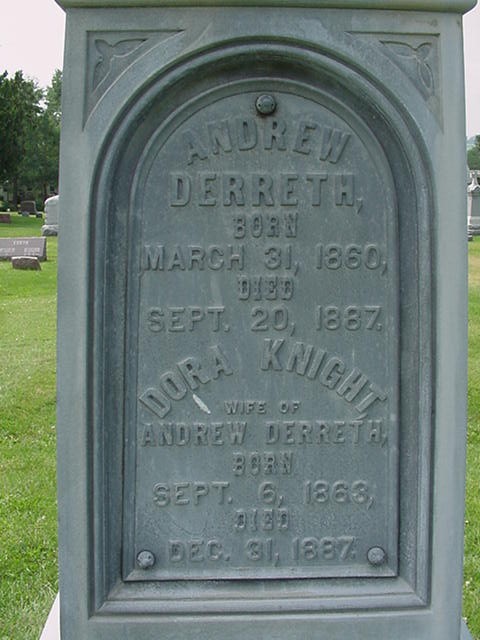 ANDREW
DERRETH,
BORN
MARCH 31, 1860,
DIED
SEPT. 20, 1887.
DORA KNIGHT,
WIFE OF
ANDREW DERRETH,
BORN
SEPT. 6, 1863,
DIED
DEC. 31, 1887.